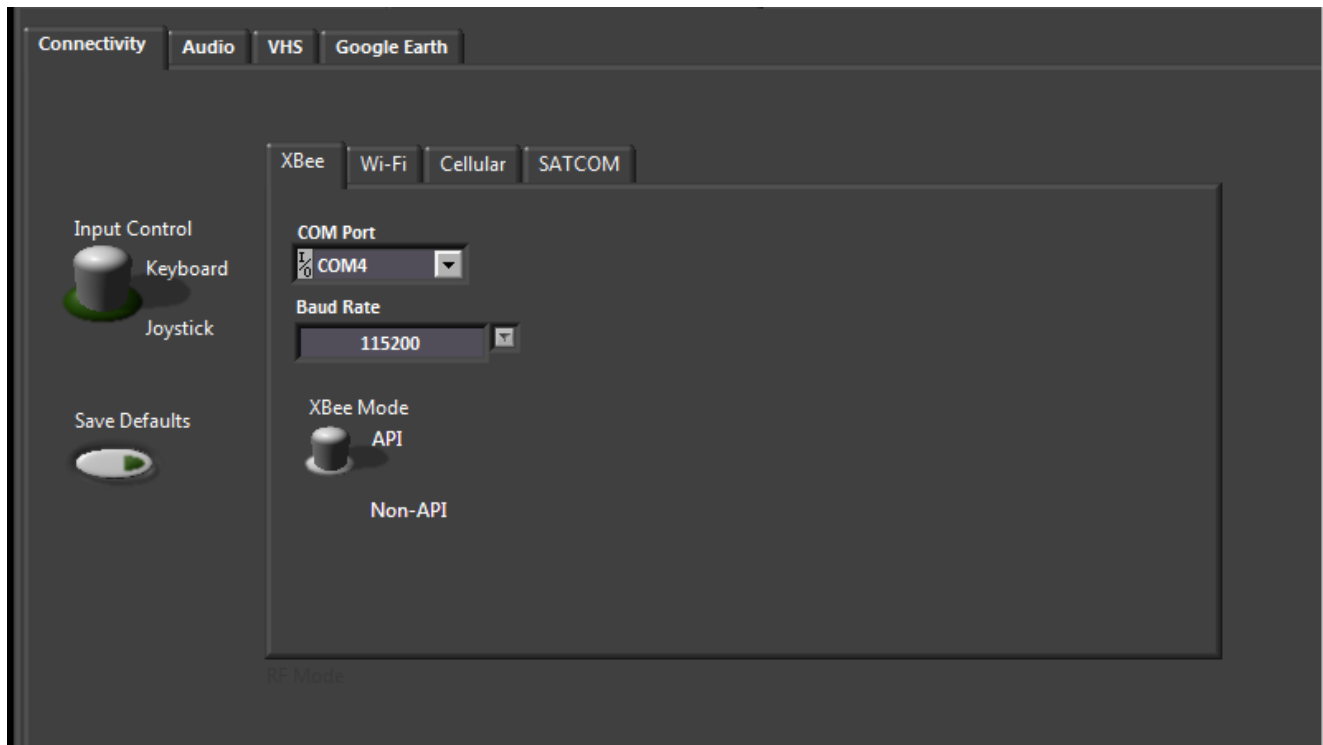 Connectivity Audio VHS Google Earth
XBee Wi-Fi Cellular SATCOM
Input Control
Keyboard
Joystick
Save Defaults
COM Port
I/O COM4
Baud Rate
115200
XBee Mode
API
Non-API
RF Mode